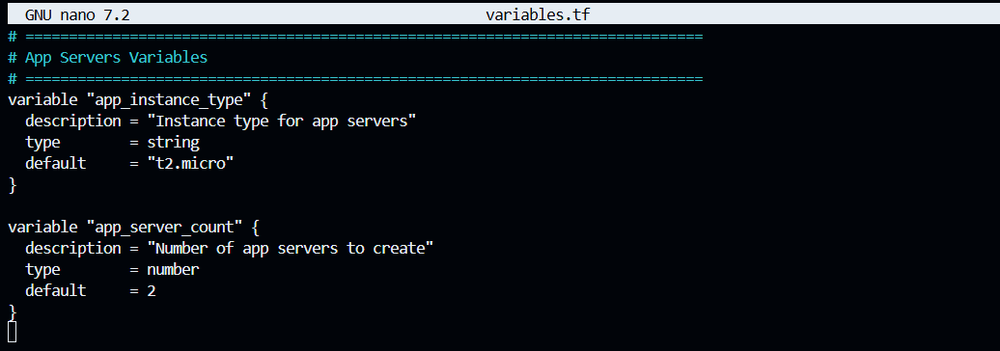 GNU nano 7.2 variables.tf
# ==============================================================================
# App Servers Variables
# ==============================================================================
variable "app_instance_type" {
  description = "Instance type for app servers"
  type        = string
  default     = "t2.micro"
}

variable "app_server_count" {
  description = "Number of app servers to create"
  type        = number
  default     = 2
}